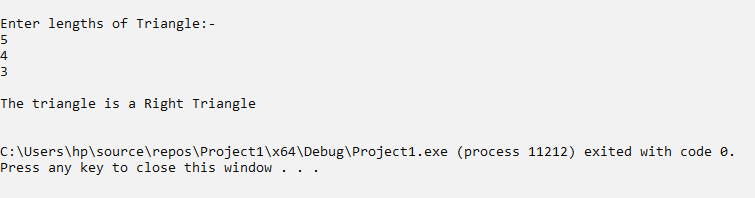 Enter lengths of Triangle:-
5
4
3
The triangle is a Right Triangle
C:\Users\hp\source\repos\Project1\x64\Debug\Project1.exe (process 11212) exited with code 0.
Press any key to close this window . . .